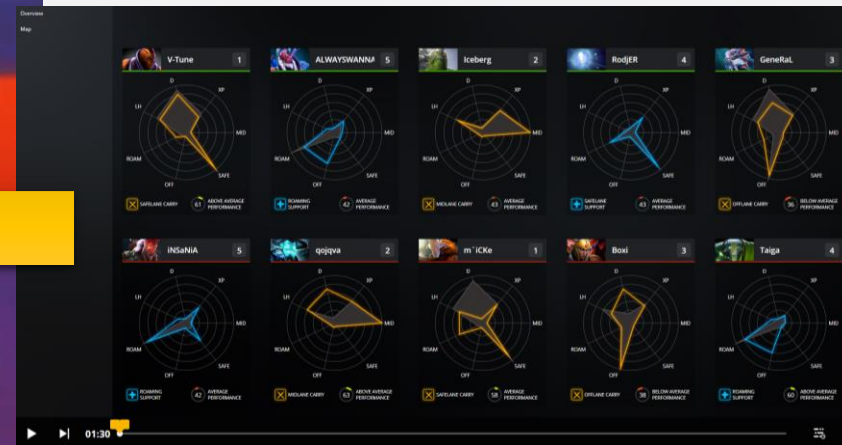 Overview
Map
V-Tune 1
D
XP
MID
SAFE
OFF
ROAM
LH
SAFELANE CARRY
61
ABOVE AVERAGE
PERFORMANCE
ALWAYSWANNA 5
D
XP
MID
SAFE
OFF
ROAM
LH
ROAMING
SUPPORT
42
AVERAGE
PERFORMANCE
Iceberg 2
D
XP
MID
SAFE
OFF
ROAM
LH
MIDLANE CARRY
43
AVERAGE
PERFORMANCE
RodjER 4
D
XP
MID
SAFE
OFF
ROAM
LH
SAFELANE
SUPPORT
43
AVERAGE
PERFORMANCE
GeneRaL 3
D
XP
MID
SAFE
OFF
ROAM
LH
OFFLANE CARRY
36
BELOW AVERAGE
PERFORMANCE
iNSaNiA 5
D
XP
MID
SAFE
OFF
ROAM
LH
ROAMING
SUPPORT
42
AVERAGE
PERFORMANCE
qojqva 2
D
XP
MID
SAFE
OFF
ROAM
LH
MIDLANE CARRY
63
ABOVE AVERAGE
PERFORMANCE
m`iCKe 1
D
XP
MID
SAFE
OFF
ROAM
LH
SAFELANE CARRY
58
AVERAGE
PERFORMANCE
Boxi 3
D
XP
MID
SAFE
OFF
ROAM
LH
OFFLANE CARRY
38
BELOW AVERAGE
PERFORMANCE
Taiga 4
D
XP
MID
SAFE
OFF
ROAM
LH
ROAMING
SUPPORT
60
ABOVE AVERAGE
PERFORMANCE
01:30